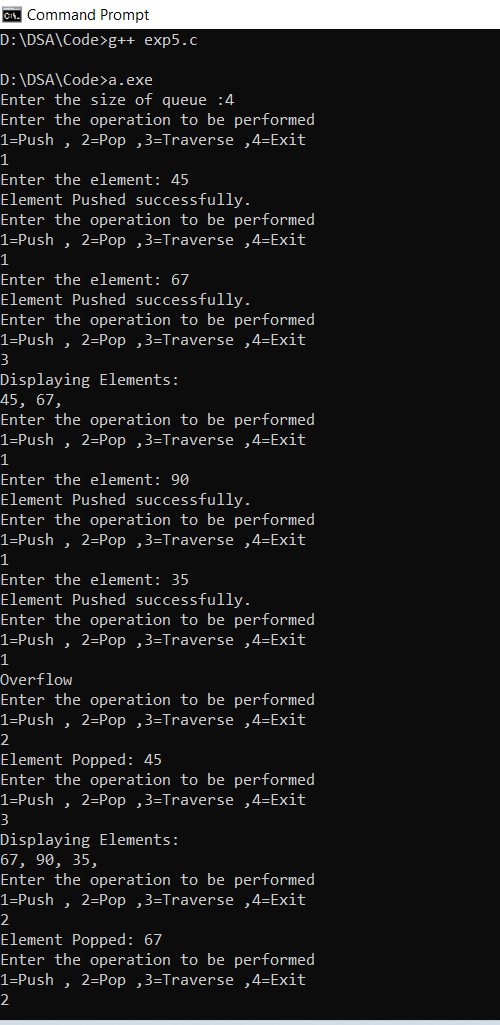 Command Prompt
D:\DSA\Code>g++ exp5.c
D:\DSA\Code>a.exe
Enter the size of queue :4
Enter the operation to be performed
1=Push , 2=Pop ,3=Traverse ,4=Exit
1
Enter the element: 45
Element Pushed successfully.
Enter the operation to be performed
1=Push , 2=Pop ,3=Traverse ,4=Exit
1
Enter the element: 67
Element Pushed successfully.
Enter the operation to be performed
1=Push , 2=Pop ,3=Traverse ,4=Exit
3
Displaying Elements:
45, 67,
Enter the operation to be performed
1=Push , 2=Pop ,3=Traverse ,4=Exit
1
Enter the element: 90
Element Pushed successfully.
Enter the operation to be performed
1=Push , 2=Pop ,3=Traverse ,4=Exit
1
Enter the element: 35
Element Pushed successfully.
Enter the operation to be performed
1=Push , 2=Pop ,3=Traverse ,4=Exit
1
Overflow
Enter the operation to be performed
1=Push , 2=Pop ,3=Traverse ,4=Exit
2
Element Popped: 45
Enter the operation to be performed
1=Push , 2=Pop ,3=Traverse ,4=Exit
3
Displaying Elements:
67, 90, 35,
Enter the operation to be performed
1=Push , 2=Pop ,3=Traverse ,4=Exit
2
Element Popped: 67
Enter the operation to be performed
1=Push , 2=Pop ,3=Traverse ,4=Exit
2